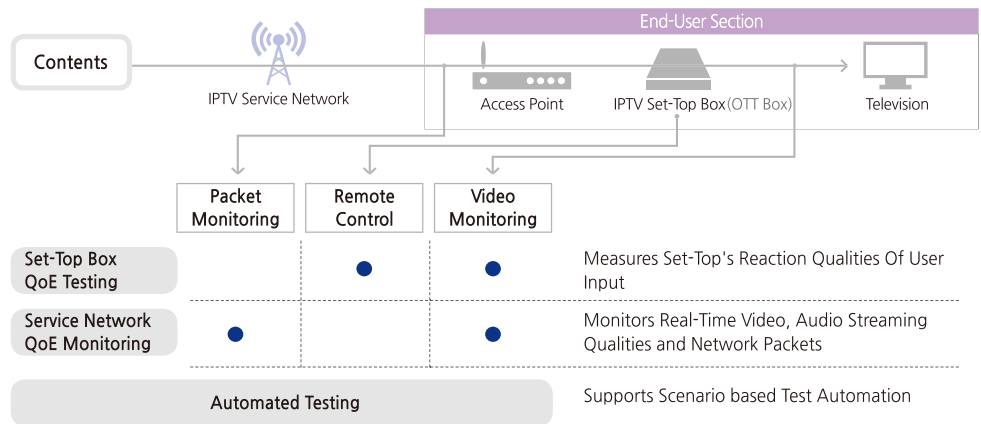 End-User Section
Contents
IPTV Service Network
Access Point
IPTV Set-Top Box(OTT Box)
Television
Packet
Monitoring
Remote
Control
Video
Monitoring
Set-Top Box
QoE Testing
Measures Set-Top's Reaction Qualities Of User
Input
Service Network
QoE Monitoring
Monitors Real-Time Video, Audio Streaming
Qualities and Network Packets
Automated Testing
Supports Scenario based Test Automation